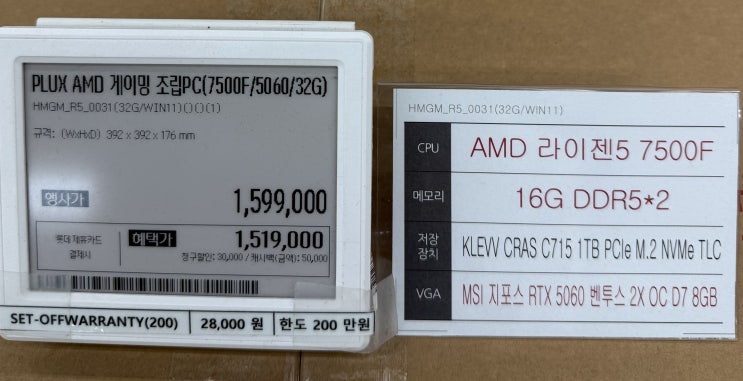 PLUX AMD 게이밍 조립PC(7500F/5060/32G)
HMGM_R5_0031(32G/WIN11)()()(1)
규격: (WxHxD) 392 x 392 x 176 mm
행사가 1,599,000
롯데 제휴카드 결제시 혜택가 1,519,000
청구할인: 30,000 / 캐시백(금액): 50,000
SET-OFFWARRANTY(200) 28,000 원 한도 200 만원
HMGM_R5_0031(32G/WIN11)
CPU AMD 라이젠5 7500F
메모리 16G DDR5*2
저장 장치 KLEVV CRAS C715 1TB PCIe M.2 NVMe TLC
VGA MSI 지포스 RTX 5060 벤투스 2X OC D7 8GB